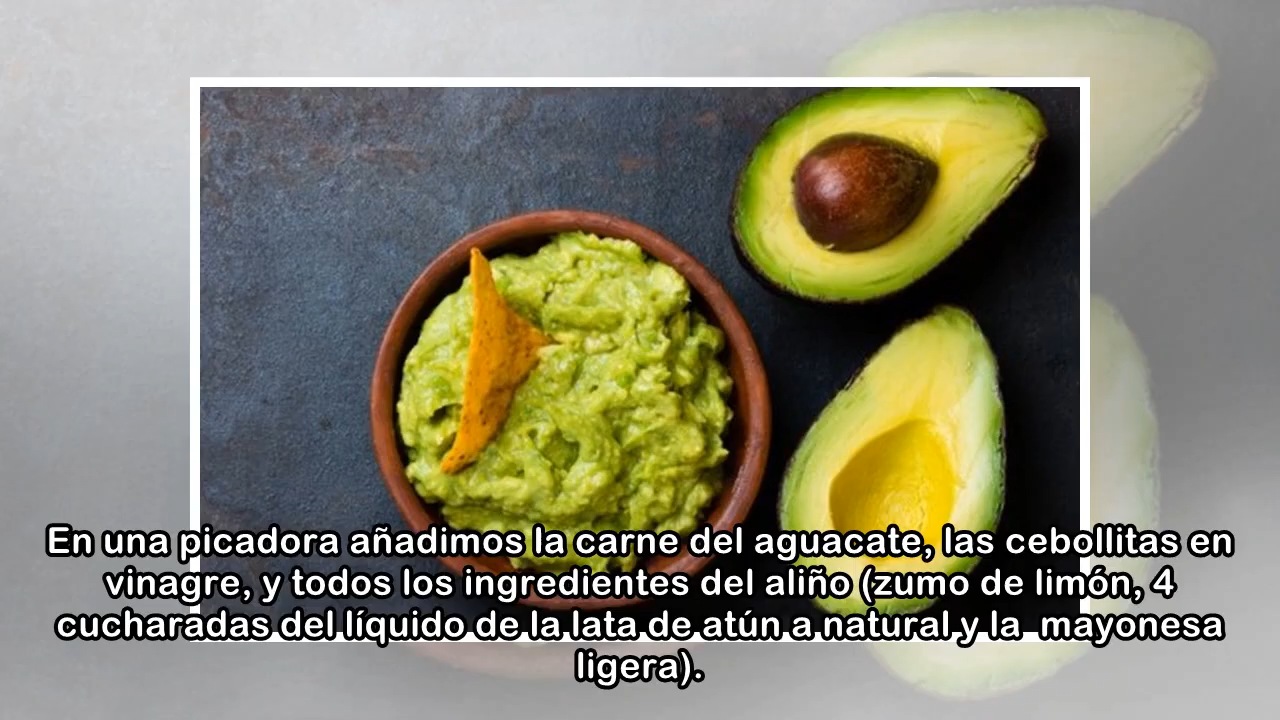 En una picadora añadimos la carne del aguacate, las cebollitas en
vinagre, y todos los ingredientes del aliño (zumo de limón, 4
cucharadas del líquido de la lata de atún a natural y la  mayonesa
ligera).